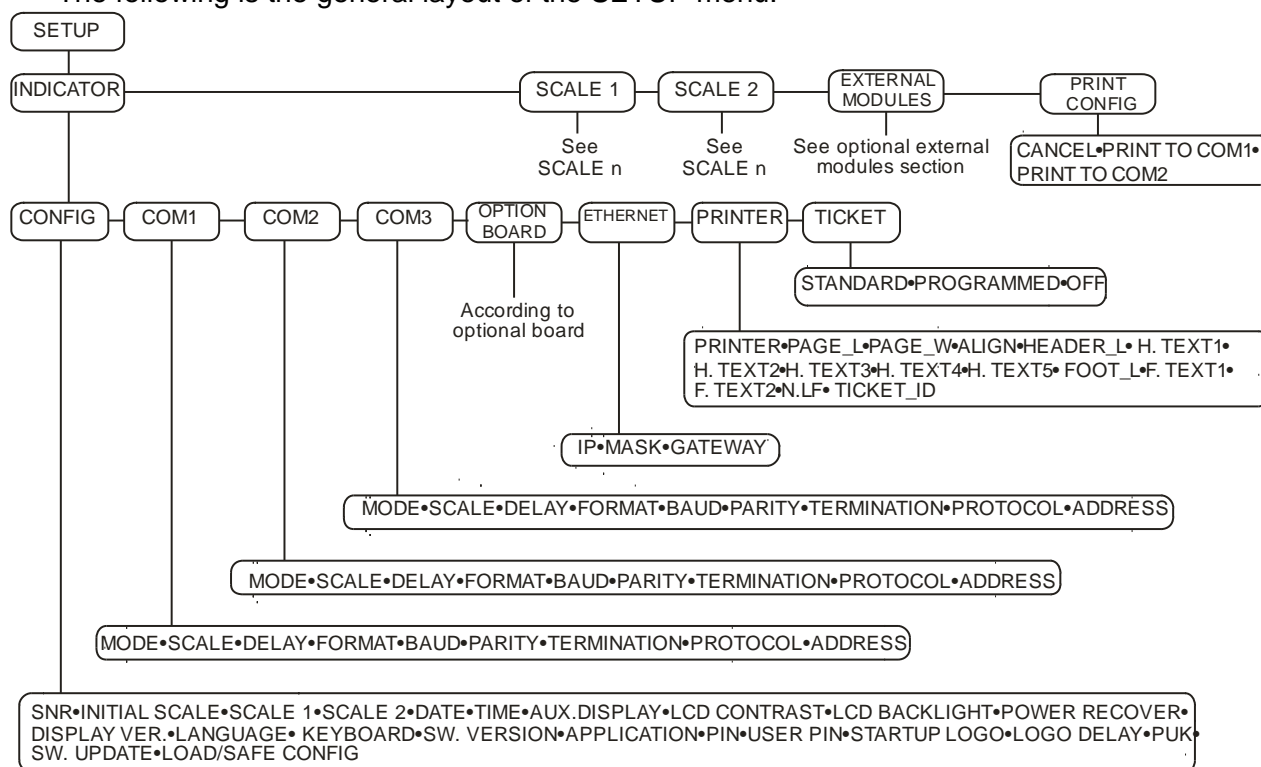 The following is the general layout of the SETUP menu:
SETUP
INDICATOR
SCALE 1
SCALE 2
EXTERNAL
MODULES
PRINT
CONFIG
See
SCALE n
See
SCALE n
See optional external
modules section
CANCEL•PRINT TO COM1•
PRINT TO COM2
CONFIG
COM1
COM2
COM3
OPTION
BOARD
ETHERNET
PRINTER
TICKET
STANDARD•PROGRAMMED•OFF
According to
optional board
PRINTER•PAGE_L•PAGE_W•ALIGN•HEADER_L• H. TEXT1•
H. TEXT2•H. TEXT3•H. TEXT4•H. TEXT5• FOOT_L•F. TEXT1•
F. TEXT2•N.LF• TICKET_ID
IP•MASK•GATEWAY
MODE•SCALE•DELAY•FORMAT•BAUD•PARITY•TERMINATION•PROTOCOL•ADDRESS
MODE•SCALE•DELAY•FORMAT•BAUD•PARITY•TERMINATION•PROTOCOL•ADDRESS
MODE•SCALE•DELAY•FORMAT•BAUD•PARITY•TERMINATION•PROTOCOL•ADDRESS
SNR•INITIAL SCALE•SCALE 1•SCALE 2•DATE•TIME•AUX.DISPLAY•LCD CONTRAST•LCD BACKLIGHT•POWER RECOVER•
DISPLAY VER.•LANGUAGE• KEYBOARD•SW. VERSION•APPLICATION•PIN•USER PIN•STARTUP LOGO•LOGO DELAY•PUK•
SW. UPDATE•LOAD/SAFE CONFIG